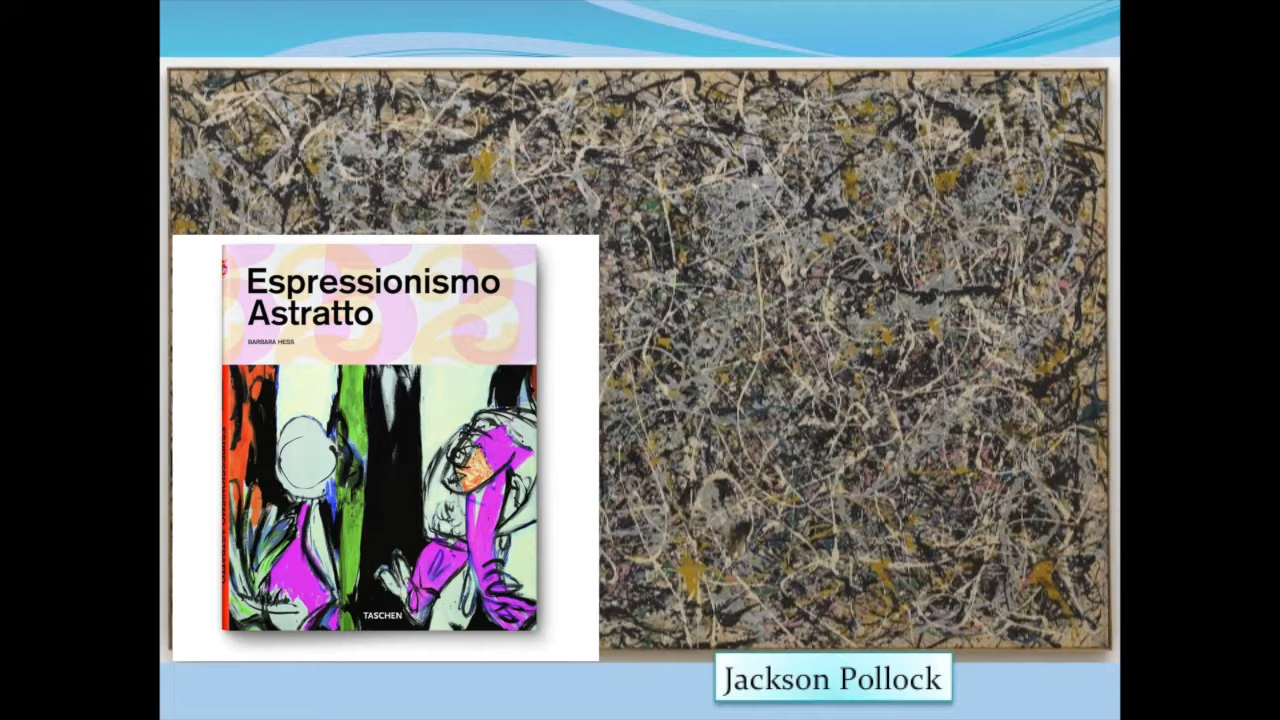 Espressionismo
Astratto
BARBARA HESS
TASCHEN
Jackson Pollock